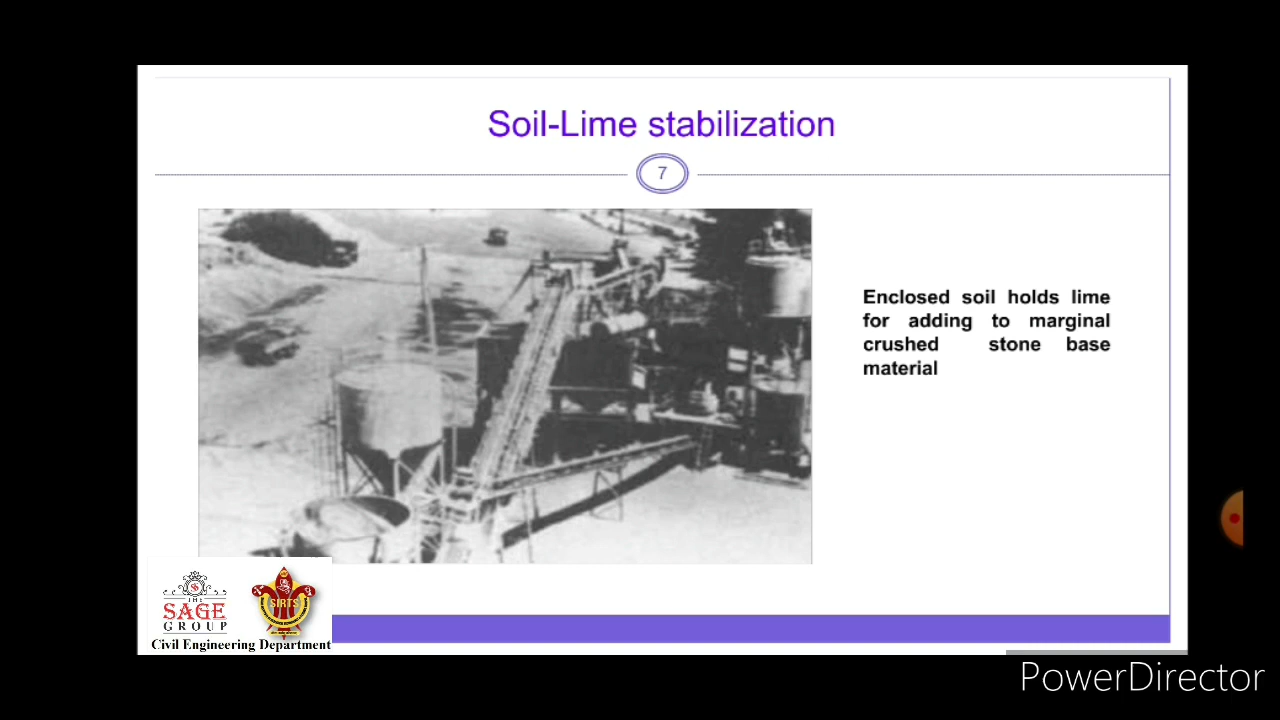 Soil-Lime stabilization
7
Enclosed soil holds lime
for adding to marginal
crushed stone base
material
THE
SAGE
GROUP
SIRTS
Civil Engineering Department
PowerDirector